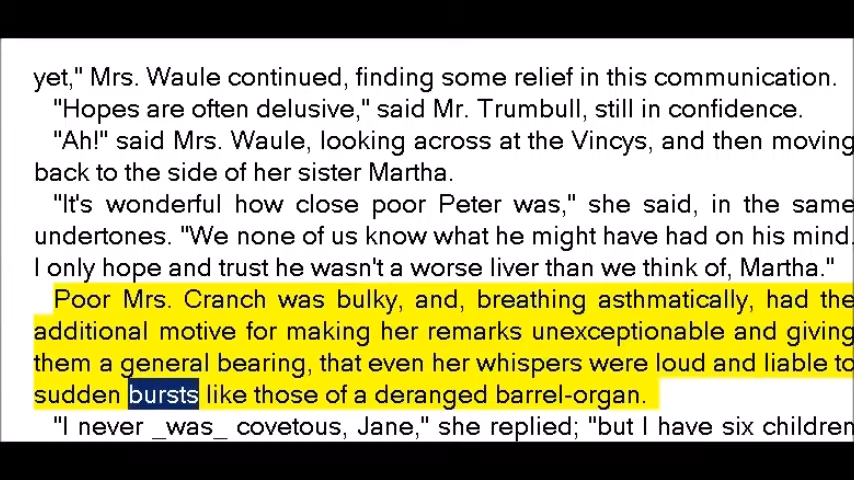 yet," Mrs. Waule continued, finding some relief in this communication.
"Hopes are often delusive," said Mr. Trumbull, still in confidence.
"Ah!" said Mrs. Waule, looking across at the Vincys, and then moving
back to the side of her sister Martha.
"It's wonderful how close poor Peter was," she said, in the same
undertones. "We none of us know what he might have had on his mind.
I only hope and trust he wasn't a worse liver than we think of, Martha."
Poor Mrs. Cranch was bulky, and, breathing asthmatically, had the
additional motive for making her remarks unexceptionable and giving
them a general bearing, that even her whispers were loud and liable to
sudden bursts like those of a deranged barrel-organ.
"I never _was_ covetous, Jane," she replied; "but I have six children